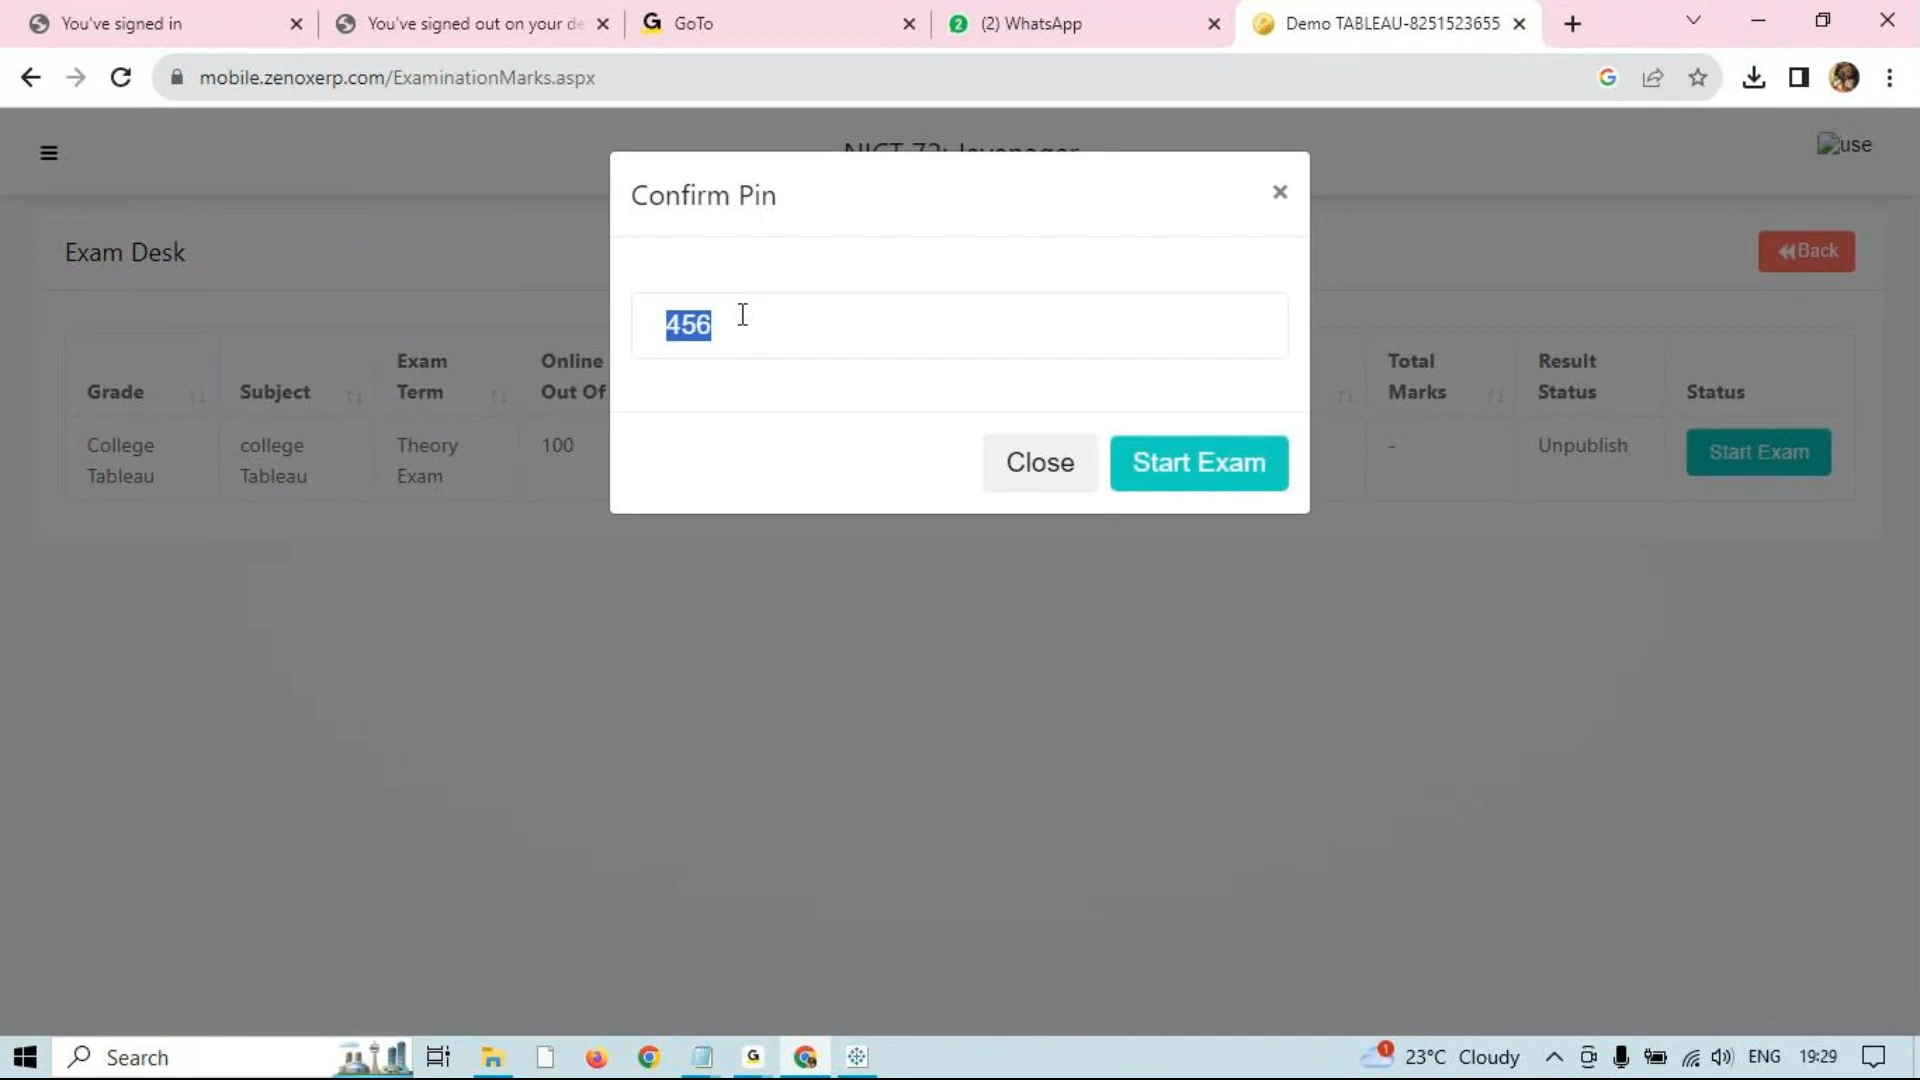 You've signed in
You've signed out on your de
GoTo
(2) WhatsApp
Demo TABLEAU-8251523655
mobile.zenoxerp.com/ExaminationMarks.aspx
use
Confirm Pin
Exam Desk
Back
456
Grade
Subject
Exam Term
Online Out Of
Total Marks
Result Status
Status
College Tableau
college Tableau
Theory Exam
100
-
Unpublish
Start Exam
Close
Start Exam
Search
23°C Cloudy
ENG
19:29